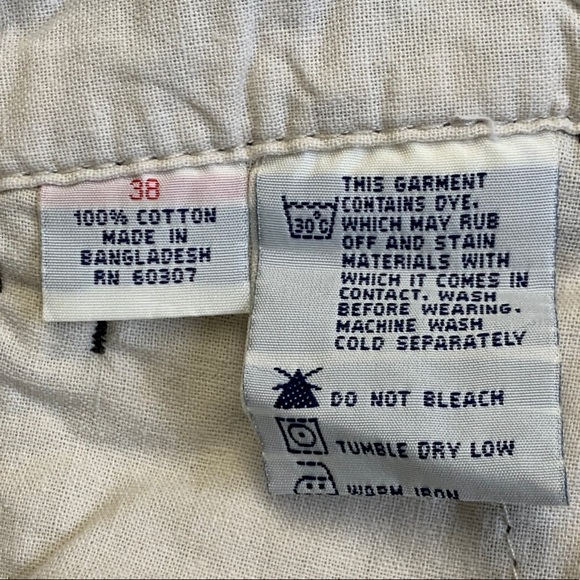 38
100% COTTON
MADE IN
BANGLADESH
RN 60307
30°C
THIS GARMENT
CONTAINS DYE.
WHICH MAY RUB
OFF AND STAIN
MATERIALS WITH
WHICH IT COMES IN
CONTACT. WASH
BEFORE WEARING.
MACHINE WASH
COLD SEPARATELY
DO NOT BLEACH
TUMBLE DRY LOW
WARM IRON